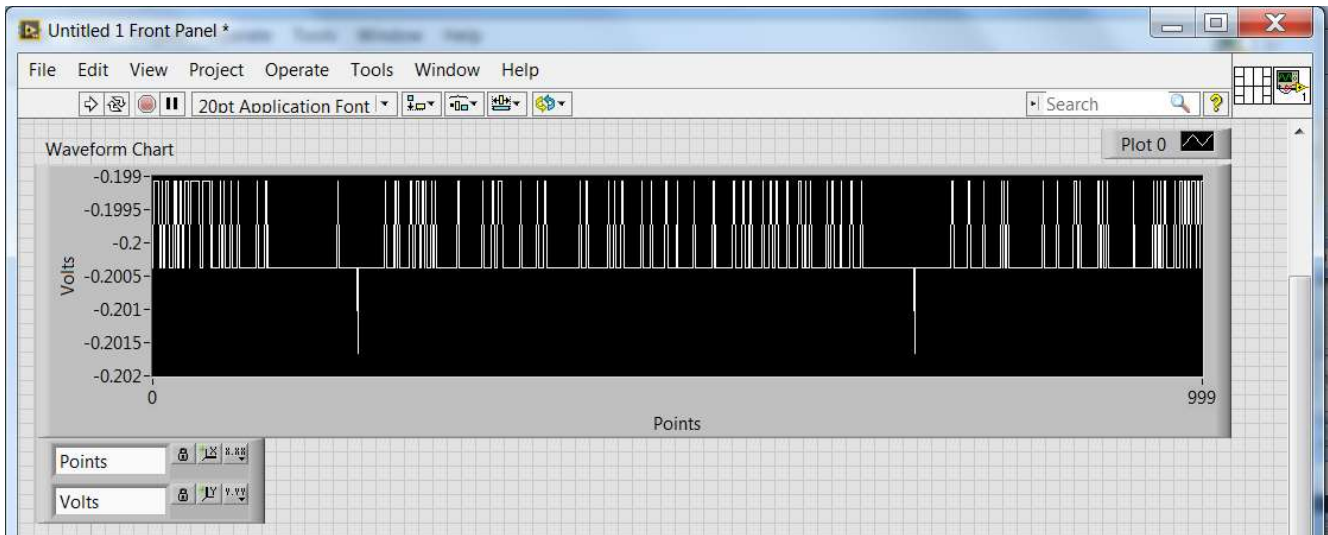 Untitled 1 Front Panel *
File Edit View Project Operate Tools Window Help
20pt Application Font Search ?
1
Waveform Chart
Plot 0
-0.199
-0.1995
-0.2
-0.2005
-0.201
-0.2015
-0.202
Volts
0 999
Points
Points
Volts